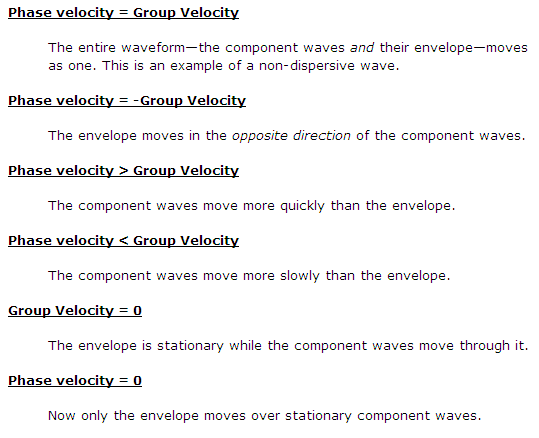 Phase velocity = Group Velocity
The entire waveform—the component waves and their envelope—moves
as one. This is an example of a non-dispersive wave.
Phase velocity = -Group Velocity
The envelope moves in the opposite direction of the component waves.
Phase velocity > Group Velocity
The component waves move more quickly than the envelope.
Phase velocity < Group Velocity
The component waves move more slowly than the envelope.
Group Velocity = 0
The envelope is stationary while the component waves move through it.
Phase velocity = 0
Now only the envelope moves over stationary component waves.